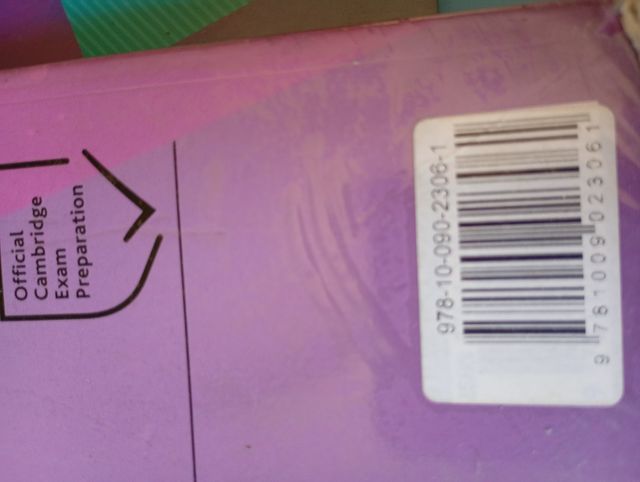 Official
Cambridge
Exam
Preparation
978-10-090-2306-1
9 781009 023061